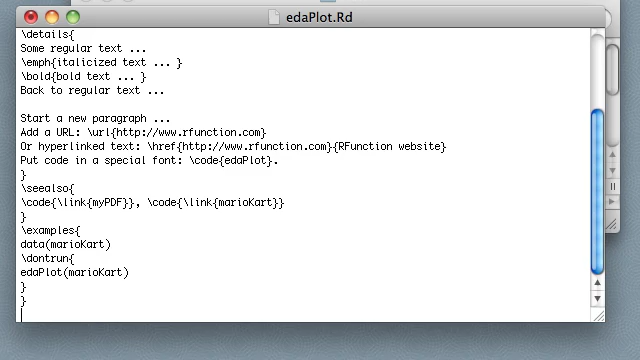 edaPlot.Rd
\details{
Some regular text ...
\emph{italicized text ... }
\bold{bold text ... }
Back to regular text ...
Start a new paragraph ...
Add a URL: \url{http://www.rfunction.com}
Or hyperlinked text: \href{http://www.rfunction.com}{RFunction website}
Put code in a special font: \code{edaPlot}.
}
\seealso{
\code{\link{myPDF}}, \code{\link{marioKart}}
}
\examples{
data(marioKart)
\dontrun{
edaPlot(marioKart)
}
}